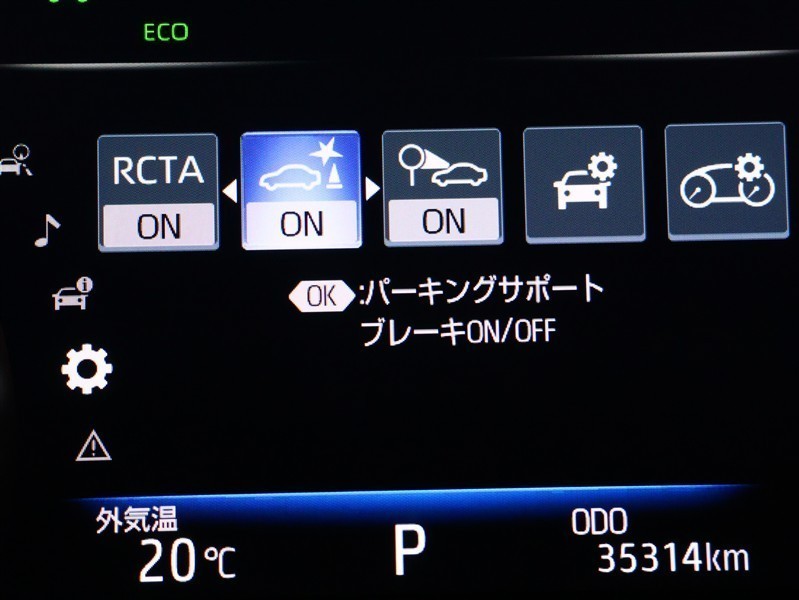 ECO
RCTA
ON
ON
ON
OK :パーキングサポート
ブレーキON/OFF
外気温
20℃
P
ODO
35314km